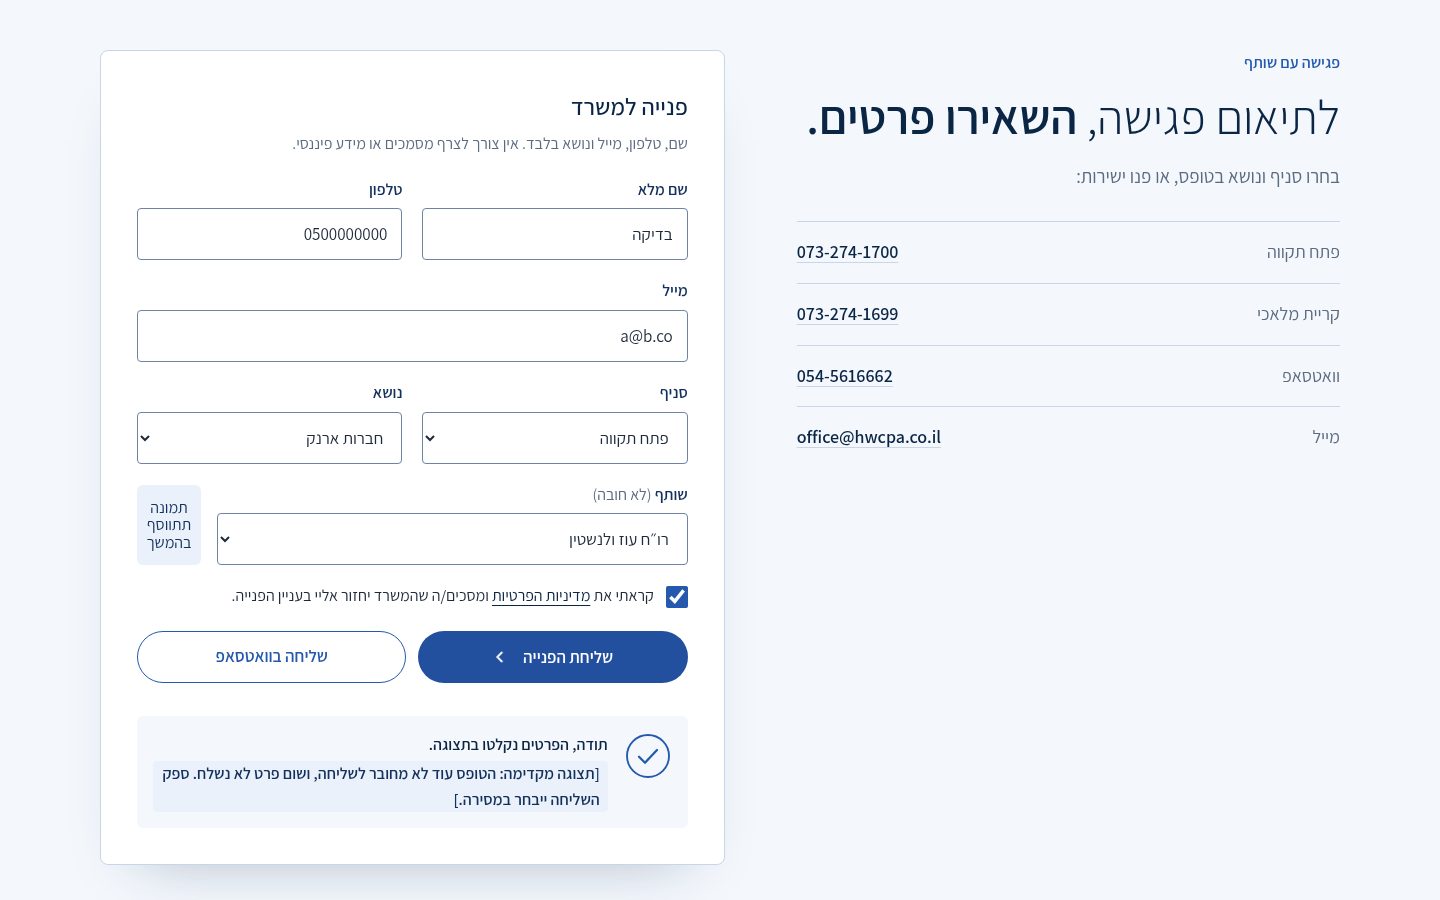 פגישה עם שותף
לתיאום פגישה, השאירו פרטים.
בחרו סניף ונושא בטופס, או פנו ישירות:
פתח תקווה 073-274-1700
קריית מלאכי 073-274-1699
וואטסאפ 054-5616662
מייל office@hwcpa.co.il
פנייה למשרד
שם, טלפון, מייל ונושא בלבד. אין צורך לצרף מסמכים או מידע פיננסי.
שם מלא טלפון
בדיקה 0500000000
מייל
a@b.co
סניף נושא
פתח תקווה חברות ארנק
שותף (לא חובה)
רו״ח עוז ולנשטין
תמונה
תתווסף
בהמשך
קראתי את מדיניות הפרטיות ומסכים/ה שהמשרד יחזור אליי בעניין הפנייה.
שליחת הפנייה שליחה בוואטסאפ
תודה, הפרטים נקלטו בתצוגה.
[תצוגה מקדימה: הטופס עוד לא מחובר לשליחה, ושום פרט לא נשלח. ספק
השליחה ייבחר במסירה.]